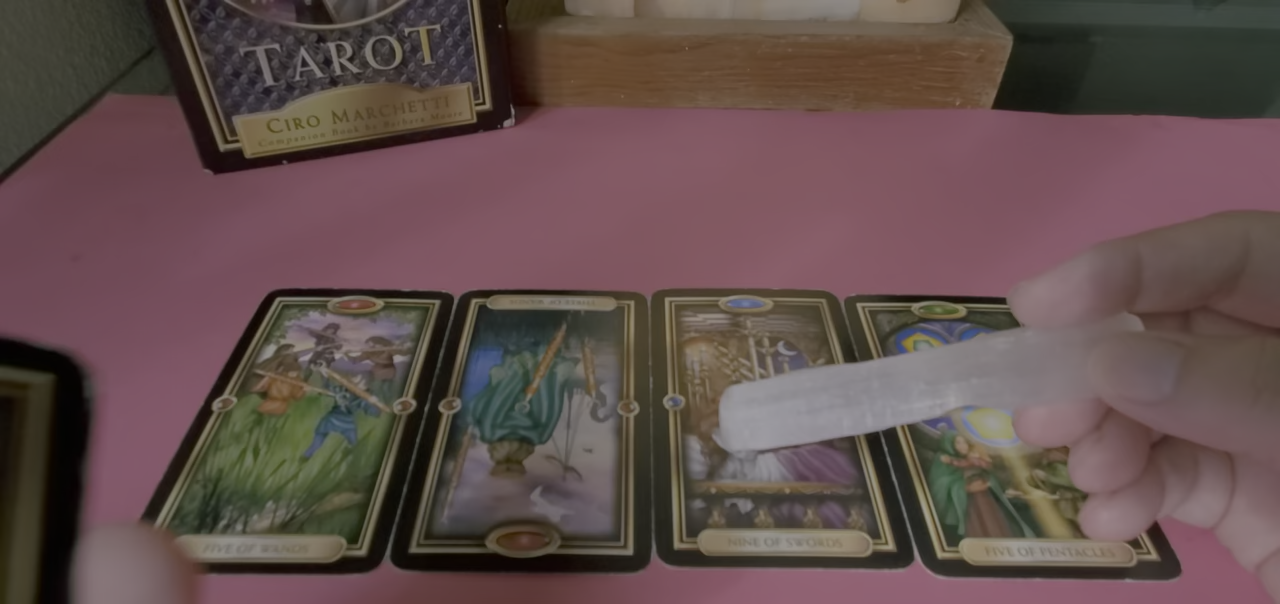 TAROT
CIRO MARCHETTI
Companion Book by Barbara Moore
FIVE OF WANDS
NINE OF SWORDS
FIVE OF PENTACLES